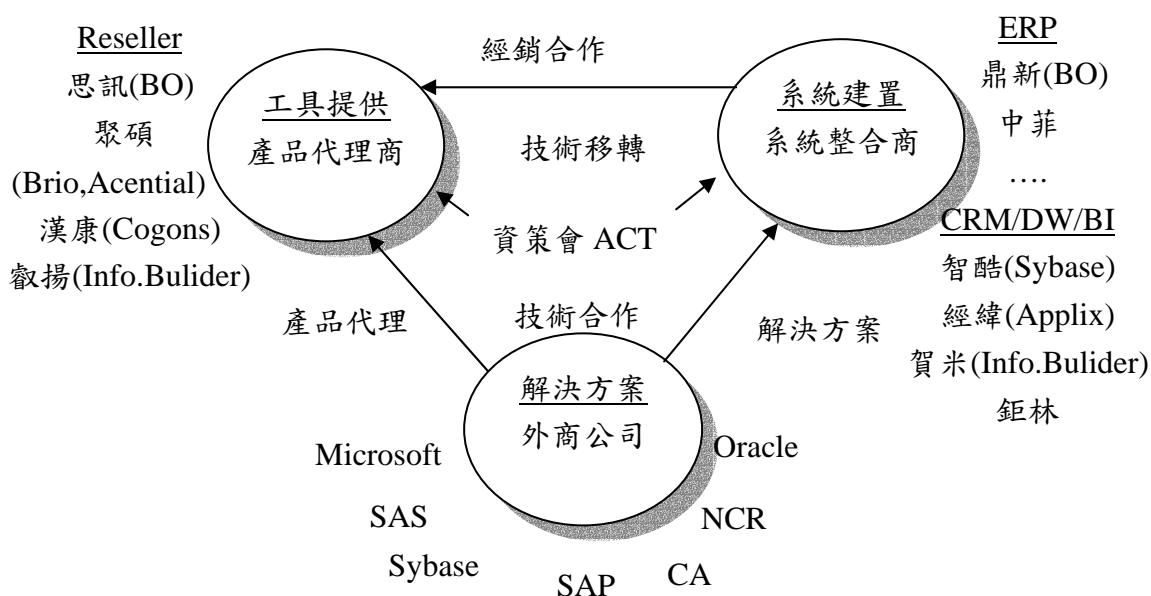 Reseller
思訊(BO)
聚碩
(Brio,Acential)
漢康(Cogons)
叡揚(Info.Bulider)
經銷合作
工具提供
產品代理商
技術移轉
資策會 ACT
系統建置
系統整合商
ERP
鼎新(BO)
中菲
….
CRM/DW/BI
智酷(Sybase)
經緯(Applix)
賀米(Info.Bulider)
鉅林
產品代理
技術合作
解決方案
解決方案
外商公司
Microsoft
Oracle
SAS
NCR
Sybase
SAP
CA